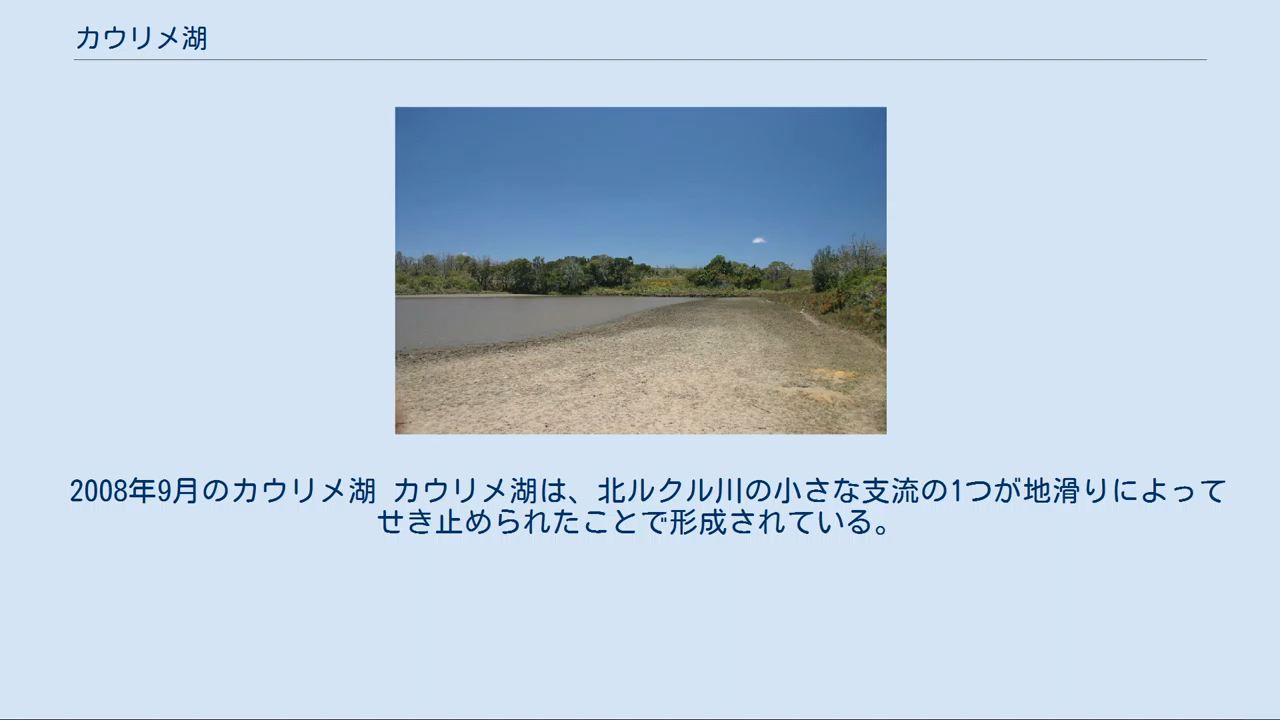 カウリメ湖
2008年9月のカウリメ湖 カウリメ湖は、北ルクル川の小さな支流の1つが地滑りによって
せき止められたことで形成されている。